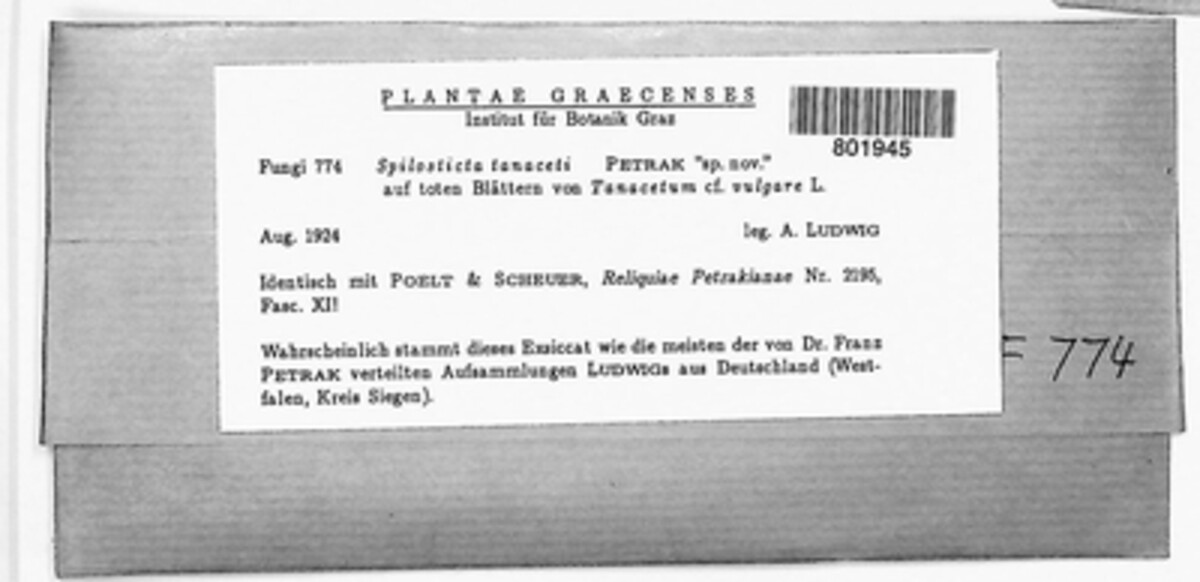 PLANTAE GRAECENSES
Institut für Botanik Graz
801945
Fungi 774 Spilosticta tanaceti PETRAK "sp. nov."
auf toten Blättern von Tanacetum cf. vulgare L.
Aug. 1924 leg. A. LUDWIG
Identisch mit POELT & SCHEUER, Reliquiae Petrakianae Nr. 2195,
Fasc. XI!
Wahrscheinlich stammt dieses Exsiccat wie die meisten der von Dr. Franz
PETRAK verteilten Aufsammlungen LUDWIGs aus Deutschland (West-
falen, Kreis Siegen).
F 774